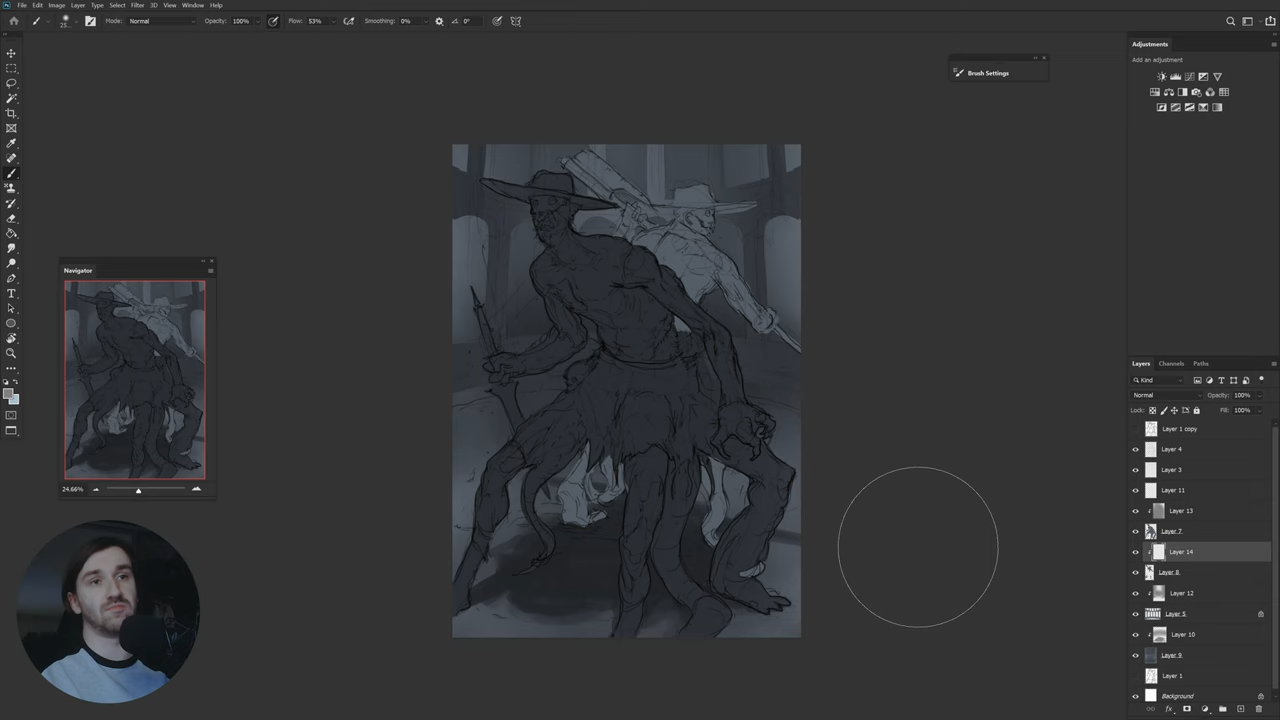 File Edit Image Layer Type Select Filter 3D View Window Help
25...
Mode: Normal Opacity: 100% Flow: 53% Smoothing: 0% 0°
Brush Settings
Adjustments
Add an adjustment
Navigator
24.66%
Layers Channels Paths
Kind
Normal Opacity: 100%
Lock: Fill: 100%
Layer 1 copy
Layer 4
Layer 3
Layer 11
Layer 13
Layer 7
Layer 14
Layer 8
Layer 12
Layer 5
Layer 10
Layer 9
Layer 1
Background
fx